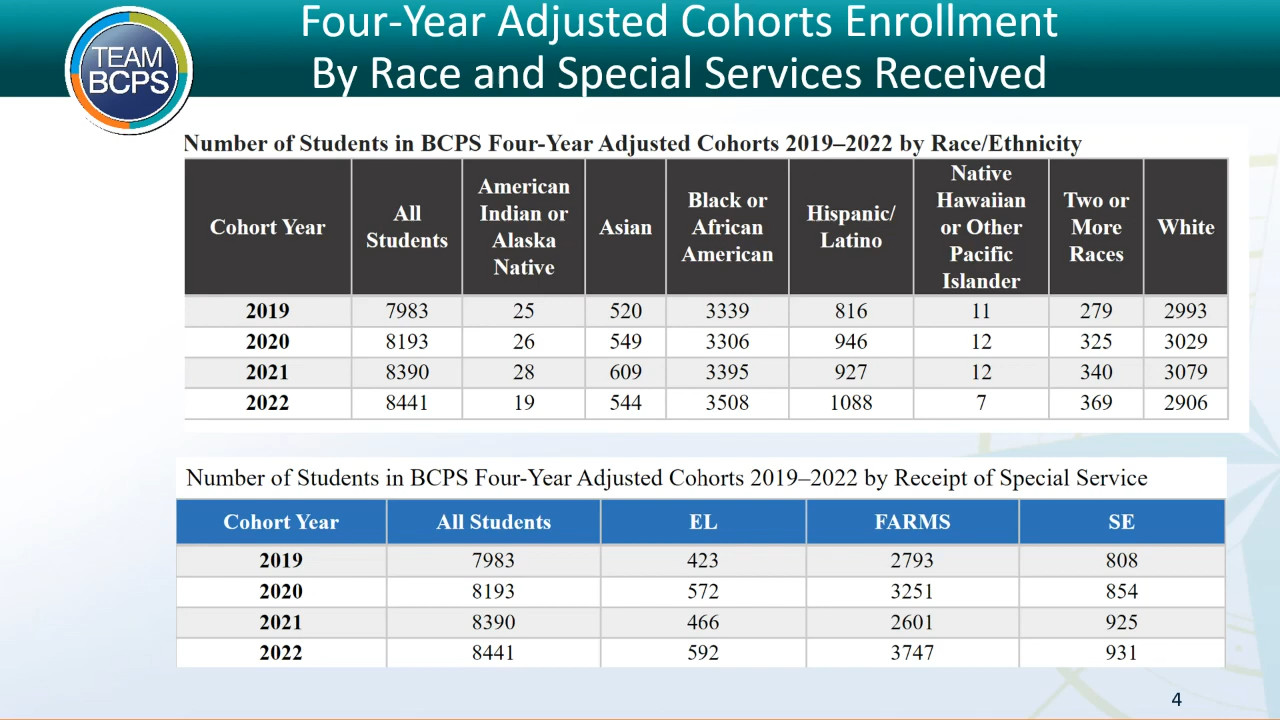 Four-Year Adjusted Cohorts Enrollment
By Race and Special Services Received
TEAM
BCPS
Number of Students in BCPS Four-Year Adjusted Cohorts 2019–2022 by Race/Ethnicity
Cohort Year All Students American Indian or Alaska Native Asian Black or African American Hispanic/ Latino Native Hawaiian or Other Pacific Islander Two or More Races White
2019 7983 25 520 3339 816 11 279 2993
2020 8193 26 549 3306 946 12 325 3029
2021 8390 28 609 3395 927 12 340 3079
2022 8441 19 544 3508 1088 7 369 2906
Number of Students in BCPS Four-Year Adjusted Cohorts 2019–2022 by Receipt of Special Service
Cohort Year All Students EL FARMS SE
2019 7983 423 2793 808
2020 8193 572 3251 854
2021 8390 466 2601 925
2022 8441 592 3747 931
4